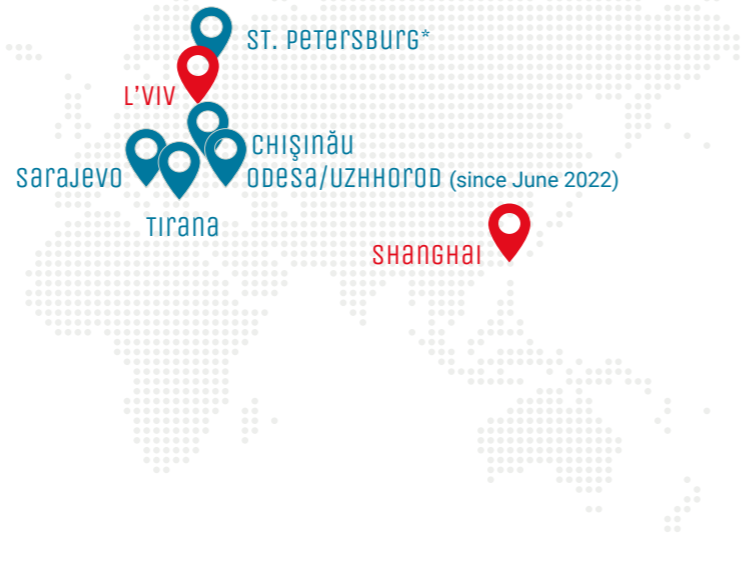 St. Petersburg*
L'viv
Chişinău
Sarajevo
Odesa/Uzhhorod (since June 2022)
Tirana
Shanghai